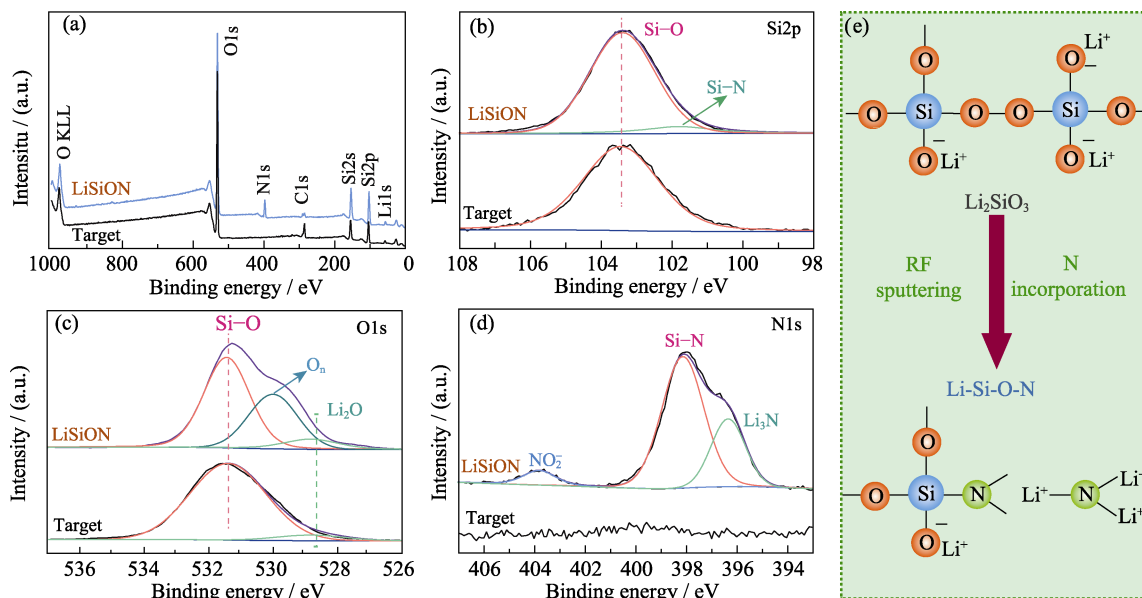 (a)
O KLL
O1s
N1s
C1s
Si2s
Si2p
Li1s
LiSiON
Target
Intensitu / (a.u.)
1000 800 600 400 200 0
Binding energy / eV
(b)
Si2p
Si−O
Si−N
LiSiON
Target
Intensity / (a.u.)
108 106 104 102 100 98
Binding energy / eV
(c)
O1s
Si−O
Oₙ
Li₂O
LiSiON
Target
Intensity / (a.u.)
536 534 532 530 528 526
Binding energy / eV
(d)
N1s
Si−N
Li₃N
NO₂⁻
LiSiON
Target
Intensity / (a.u.)
406 404 402 400 398 396 394
Binding energy / eV
(e)
Li⁺
O O −
O Si O O Si O
− −
O Li⁺ O Li⁺
Li₂SiO₃
RF
sputtering
N
incorporation
Li-Si-O-N
O
O Si N Li⁺ N Li⁺
Li⁺
−
O Li⁺